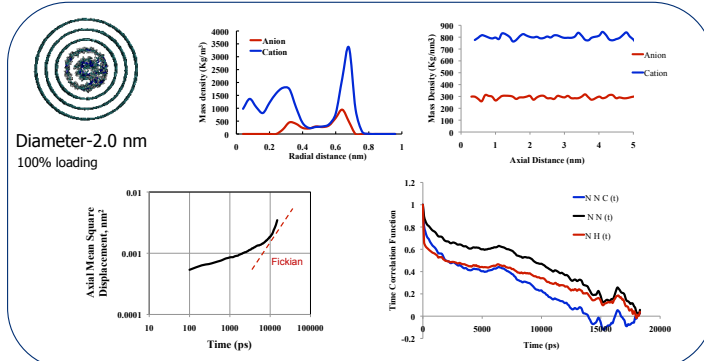 Diameter-2.0 nm
100% loading
Mass density (Kg/m³)
4000
3500
3000
2500
2000
1500
1000
500
0
Anion
Cation
0
0.2
0.4
0.6
0.8
1
Radial distance (nm)
Mass Density (Kg/nm3)
900
800
700
600
500
400
300
200
100
0
Anion
Cation
0
1
2
3
4
5
Axial Distance (nm)
Axial Mean Square
Displacement, nm²
0.01
0.001
0.0001
Fickian
10
100
1000
10000
100000
Time (ps)
Time Correlation Function
1.2
1
0.8
0.6
0.4
0.2
0
-0.2
N N C (t)
N N (t)
N H (t)
0
5000
10000
15000
20000
Time (ps)